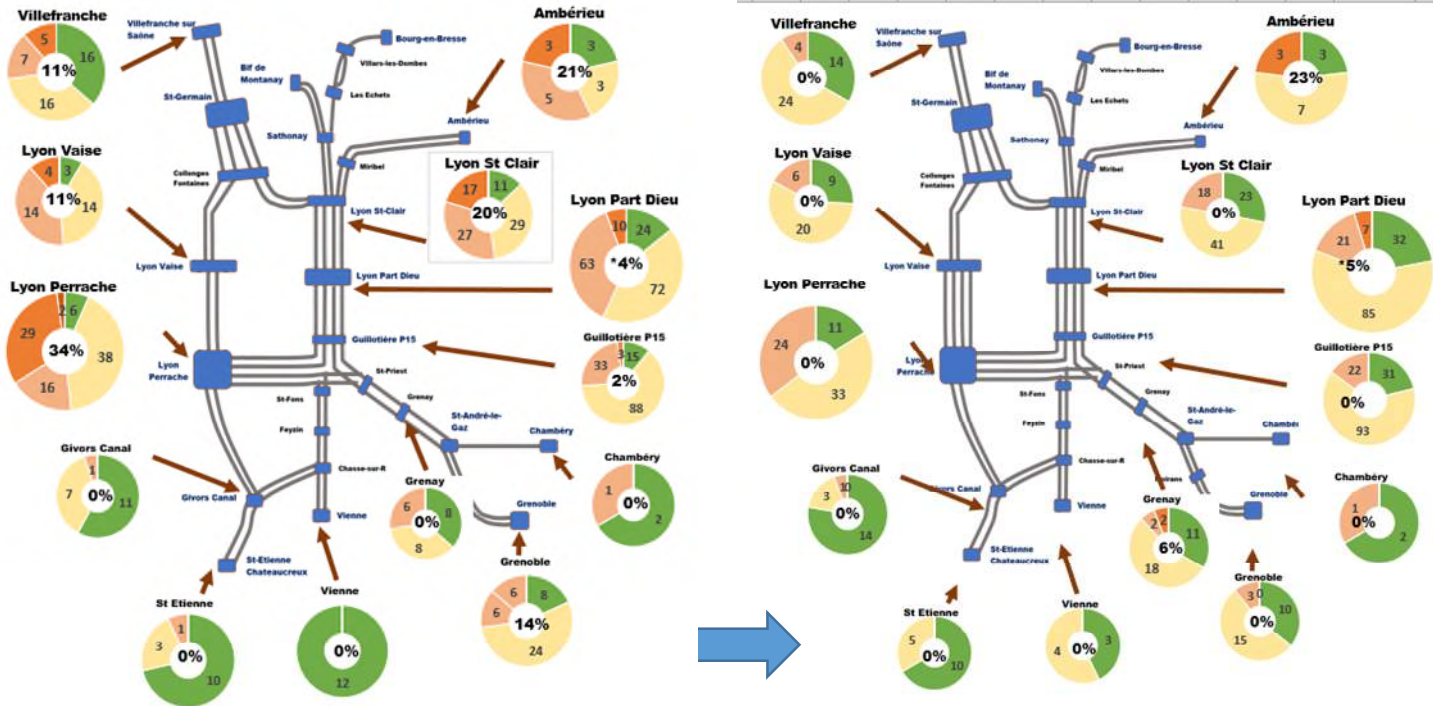 Villefranche
5
16
7
11%
16
Villefranche sur
Saône
Bourg-en-Bresse
Villars-les-Dombes
Bif de
Montanay
Les Echets
St-Germain
Sathonay
Ambérieu
Ambérieu
3
3
21%
3
5
Lyon Vaise
4
3
11%
14
14
Collonges
Fontaines
Miribel
Lyon St-Clair
Lyon St Clair
17
11
20%
27
29
Lyon Part Dieu
10
24
63
*4%
72
Lyon Vaise
Lyon Part Dieu
Lyon Perrache
2
6
29
34%
38
16
Guillotière P15
Guillotière P15
3
15
33
2%
88
Lyon
Perrache
St-Priest
St-Fons
Grenay
Feyzin
St-André-le-
Gaz
Chambéry
Chasse-sur-R
Givors Canal
1
7
0%
11
Givors Canal
Vienne
Grenay
6
8
0%
8
Grenoble
Chambéry
1
0%
2
St-Etienne
Chateaucreux
St Etienne
1
3
0%
10
Vienne
0%
12
Grenoble
6
8
6
14%
24
Villefranche
4
14
0%
24
Villefranche sur
Saône
Bourg-en-Bresse
Villars-les-Dombes
Bif de
Montanay
Les Echets
St-Germain
Sathonay
Ambérieu
Ambérieu
3
3
23%
7
Lyon Vaise
6
9
0%
20
Collonges
Fontaines
Miribel
Lyon St-Clair
Lyon St Clair
18
23
0%
41
Lyon Part Dieu
7
32
21
*5%
85
Lyon Vaise
Lyon Part Dieu
Lyon Perrache
11
24
0%
33
Guillotière P15
Guillotière P15
22
31
0%
93
Lyon
Perrache
St-Priest
St-Fons
Grenay
Feyzin
St-André-le-
Gaz
Chambéry
Chasse-sur-R
Givors Canal
10
3
0%
14
Givors Canal
Vienne
Grenay
2
2
11
6%
18
Grenoble
Chambéry
1
0%
2
St-Etienne
Chateaucreux
St Etienne
5
0%
10
Vienne
3
0%
4
Grenoble
3
0
10
0%
15